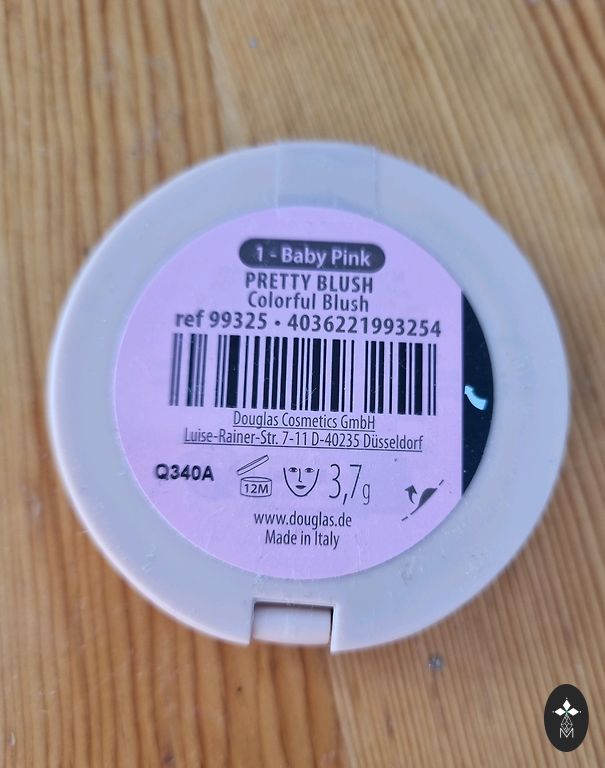 1 - Baby Pink
PRETTY BLUSH
Colorful Blush
ref 99325 • 4036221993254
Douglas Cosmetics GmbH
Luise-Rainer-Str. 7-11 D-40235 Düsseldorf
Q340A 12M 3,7g
www.douglas.de
Made in Italy
M